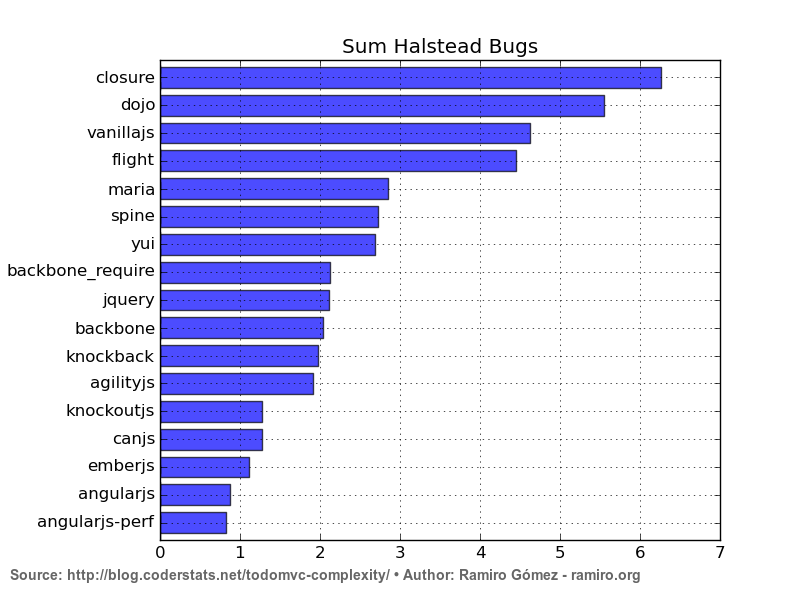 Sum Halstead Bugs
closure
dojo
vanillajs
flight
maria
spine
yui
backbone_require
jquery
backbone
knockback
agilityjs
knockoutjs
canjs
emberjs
angularjs
angularjs-perf
0 1 2 3 4 5 6 7
Source: http://blog.coderstats.net/todomvc-complexity/ • Author: Ramiro Gómez - ramiro.org